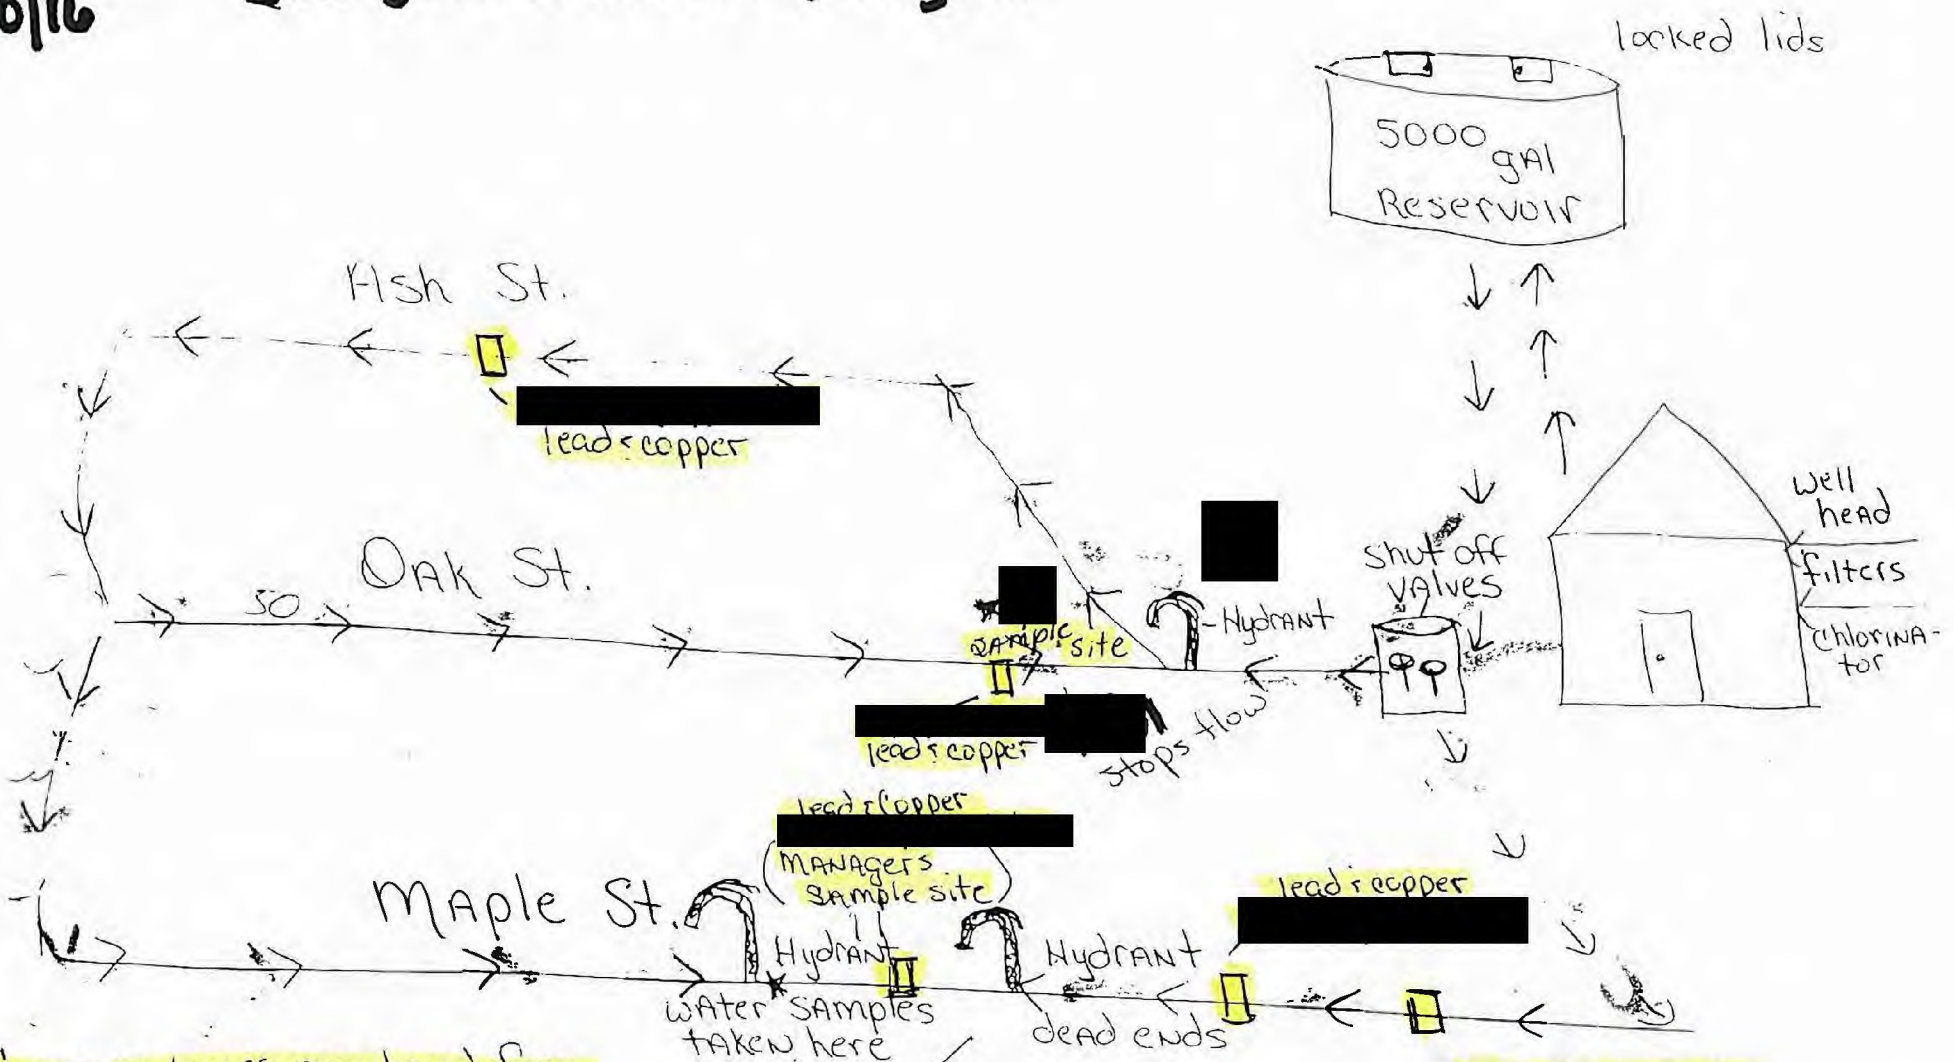 locked lids
5000
gAl
Reservoir
Ash St.
lead & copper
well
head
filters
ChlorINA-
tor
Shut off
VAlves
OAK St.
50
Hydrant
SAmple site
lead & copper
stops flow
lead & Copper
MANAgers
SAmple site
lead & copper
MAple St.
HydrANT
HydrANT
wAter SAmples
tAkeN here
deAd eNds